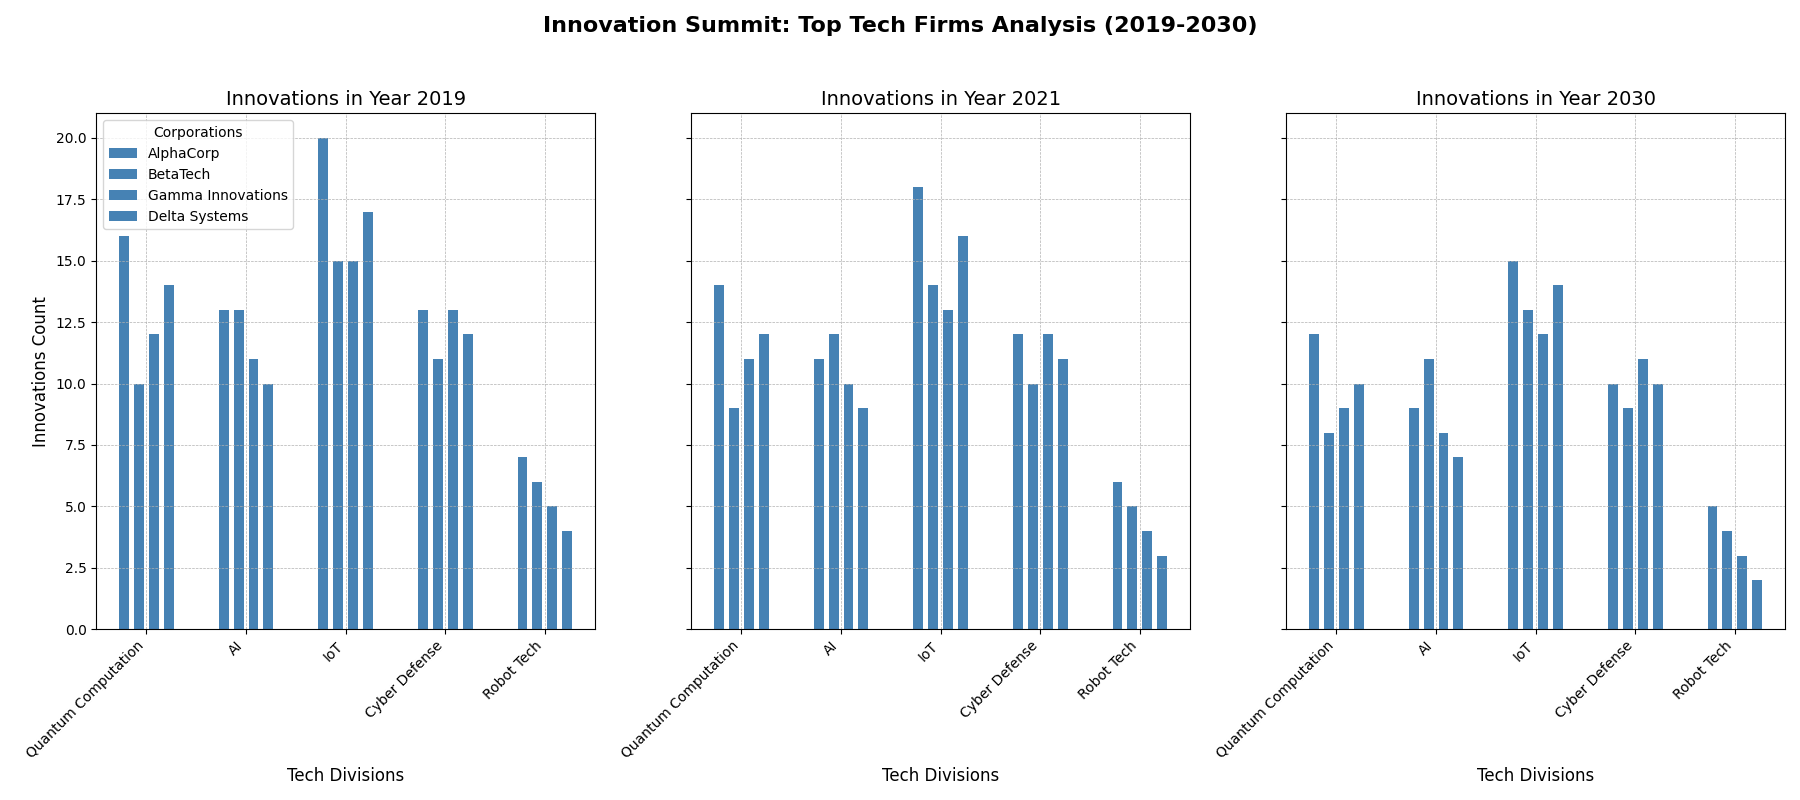 Innovation Summit: Top Tech Firms Analysis (2019-2030)
Innovations in Year 2019
Innovations in Year 2021
Innovations in Year 2030
Corporations
AlphaCorp
BetaTech
Gamma Innovations
Delta Systems
Innovations Count
20.0
17.5
15.0
12.5
10.0
7.5
5.0
2.5
0.0
Quantum Computation
AI
IoT
Cyber Defense
Robot Tech
Quantum Computation
AI
IoT
Cyber Defense
Robot Tech
Quantum Computation
AI
IoT
Cyber Defense
Robot Tech
Tech Divisions
Tech Divisions
Tech Divisions